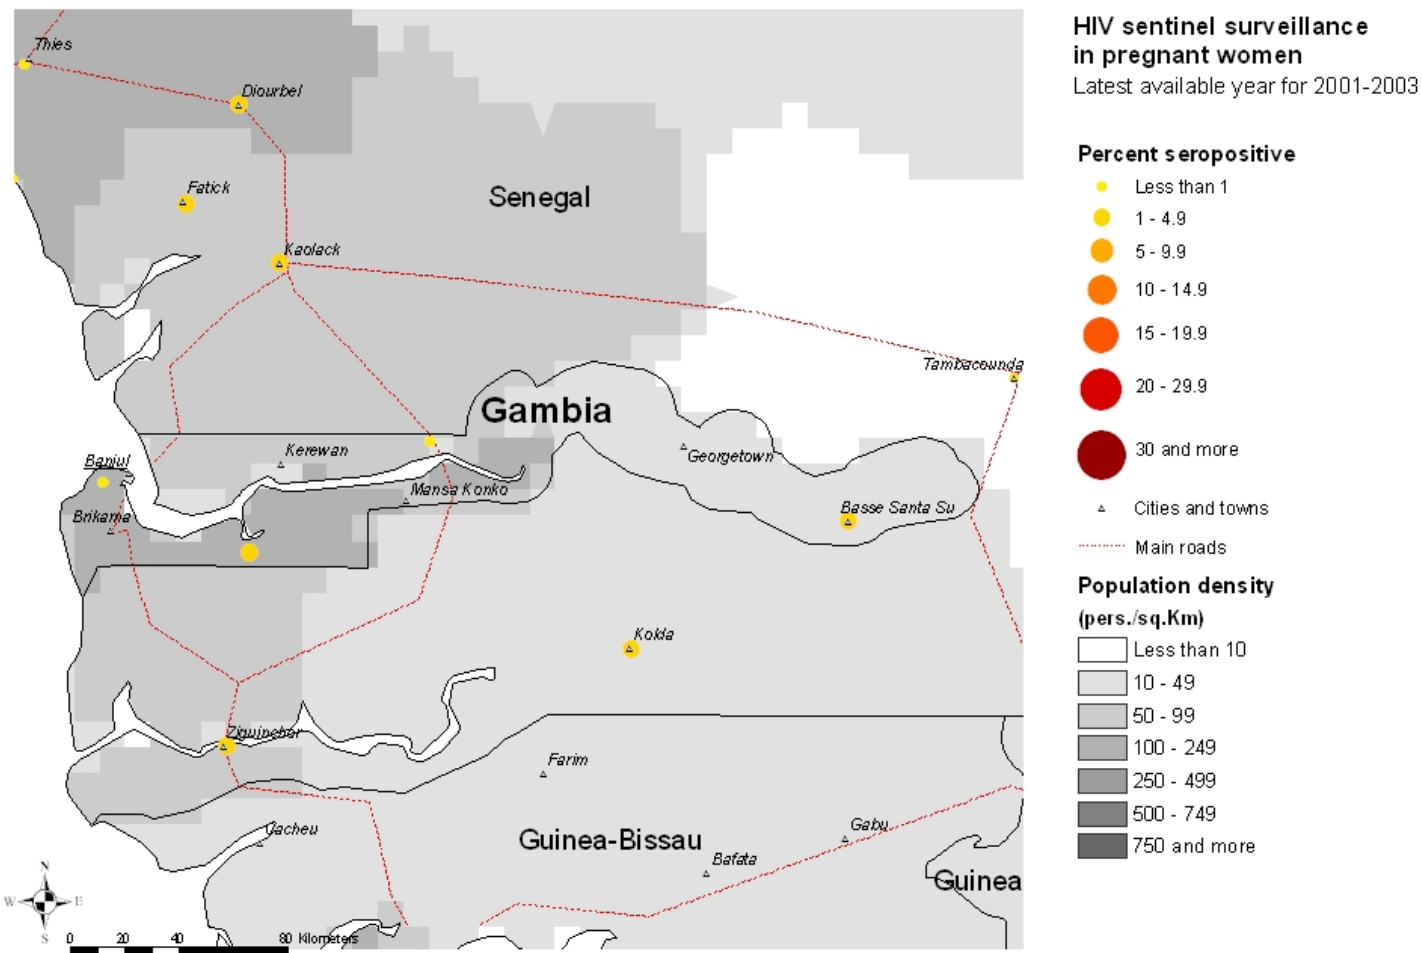 Thies
Diourbel
Fatick
Senegal
Kaolack
Tambacounda
Gambia
Kerewan
Georgetown
Banjul
Mansa Konko
Brikama
Basse Santa Su
Kolda
Ziguinchor
Farim
Cacheu
Guinea-Bissau
Gabu
Bafata
Guinea
N
W E
S
0 20 40 80 Kilometers
HIV sentinel surveillance
in pregnant women
Latest available year for 2001-2003
Percent seropositive
Less than 1
1 - 4.9
5 - 9.9
10 - 14.9
15 - 19.9
20 - 29.9
30 and more
Cities and towns
Main roads
Population density
(pers./sq.Km)
Less than 10
10 - 49
50 - 99
100 - 249
250 - 499
500 - 749
750 and more